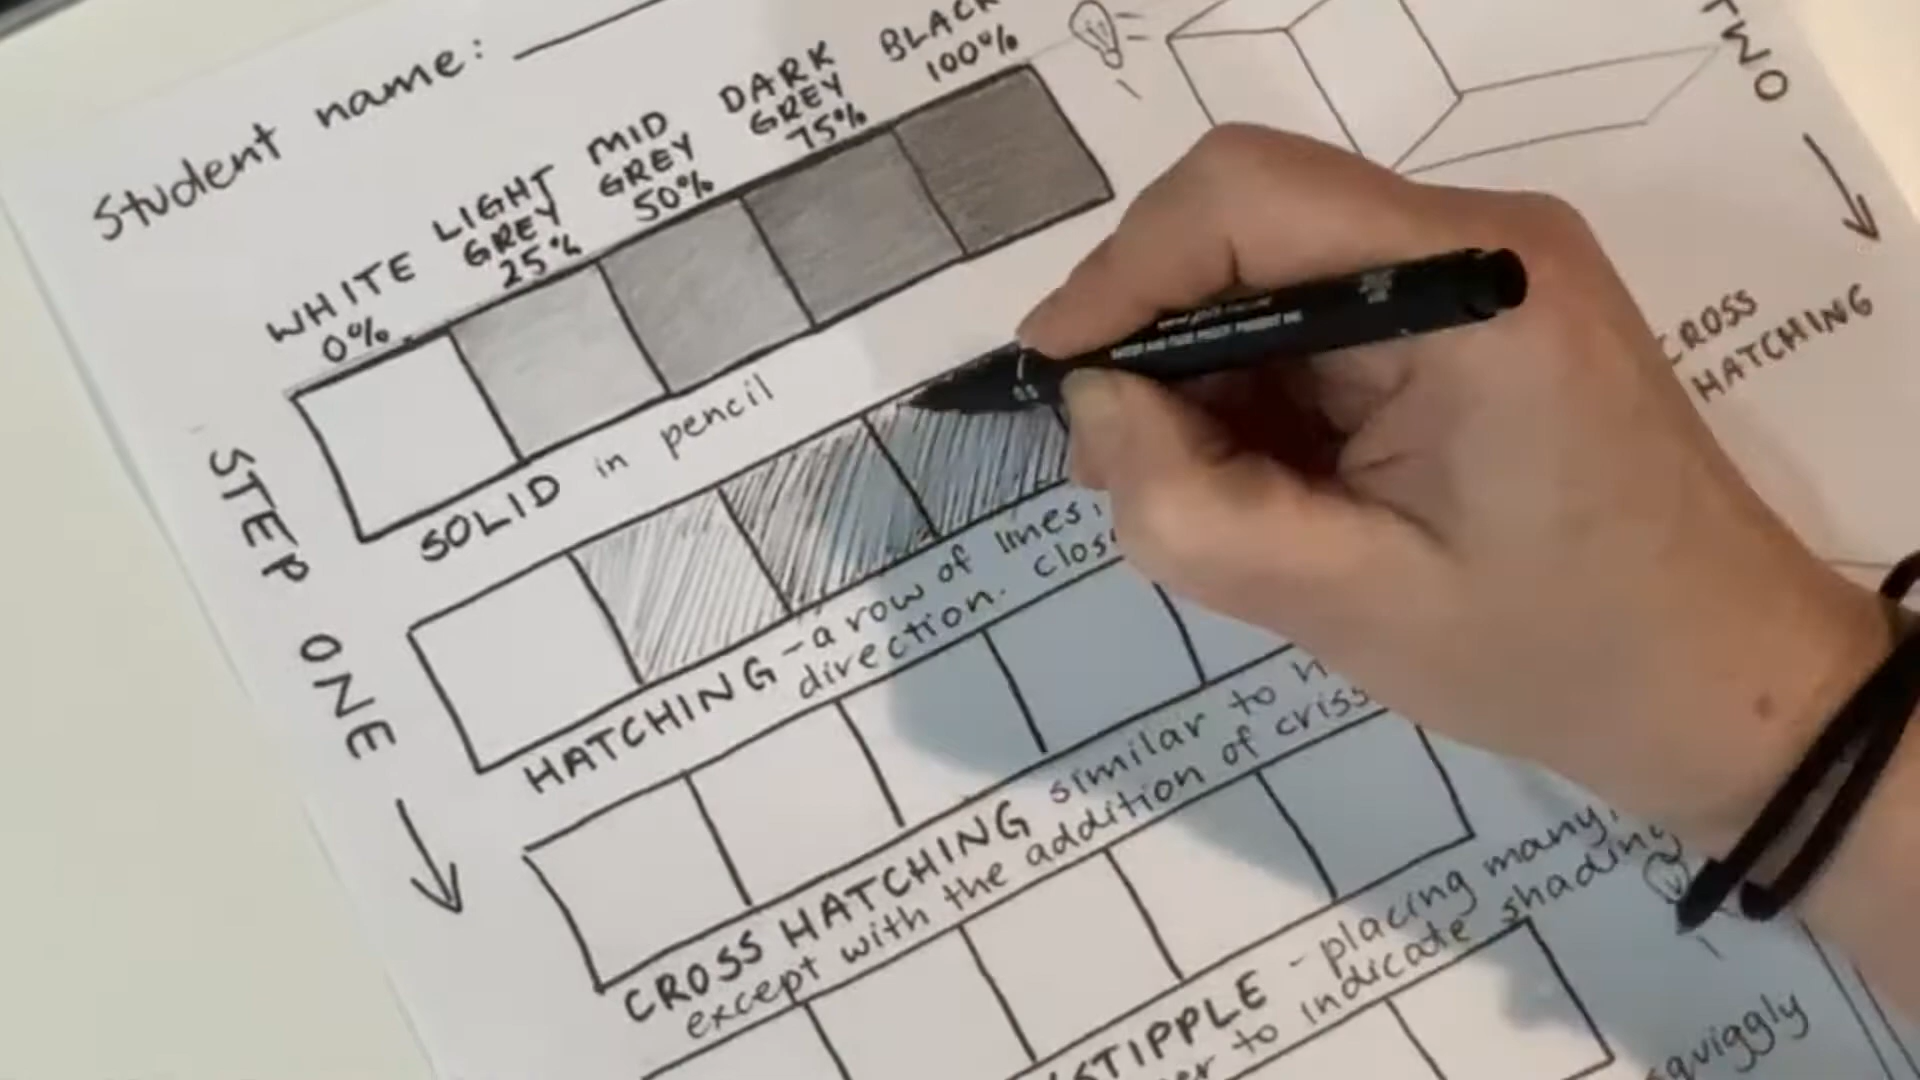 Student name:
WHITE
0%
LIGHT
GREY
25%
MID
GREY
50%
DARK
GREY
75%
BLACK
100%
STEP ONE
SOLID in pencil
HATCHING - a row of lines,
direction.
CROSS HATCHING similar to
except with the addition of criss
STIPPLE - placing many,
to indicate shading
squiggly
TWO
CROSS
HATCHING
0.5